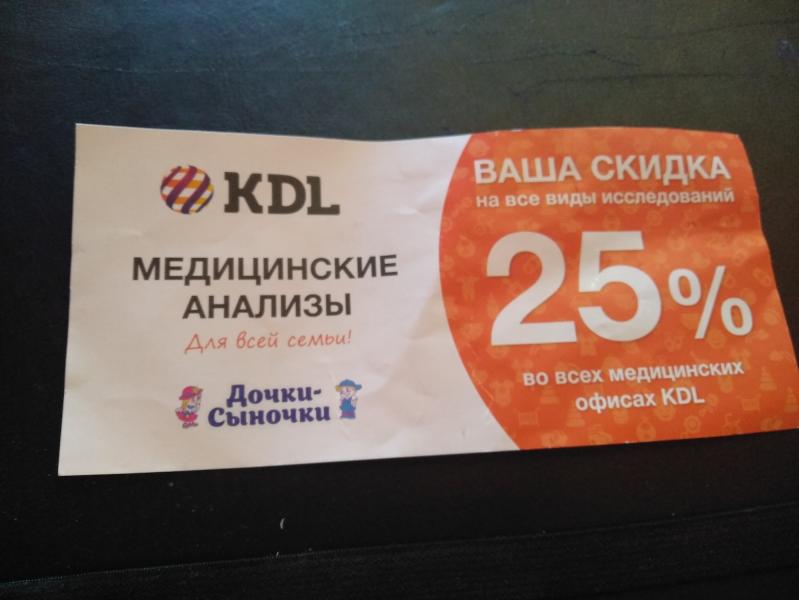 KDL
МЕДИЦИНСКИЕ
АНАЛИЗЫ
Для всей семьи!
Дочки-
Сыночки
ВАША СКИДКА
на все виды исследований
25%
во всех медицинских
офисах KDL